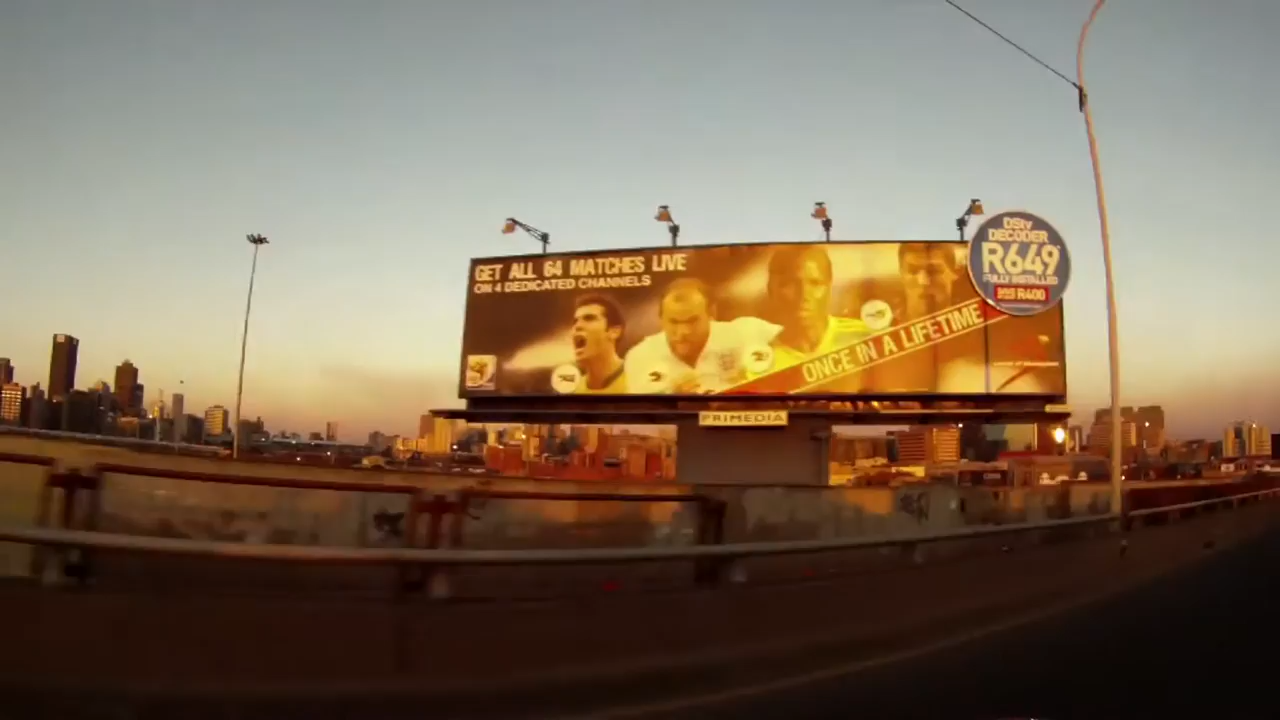 GET ALL 64 MATCHES LIVE
ON 4 DEDICATED CHANNELS
ONCE IN A LIFETIME
DStv
DECODER
R649
FULLY INSTALLED
R400
PRIMEDIA